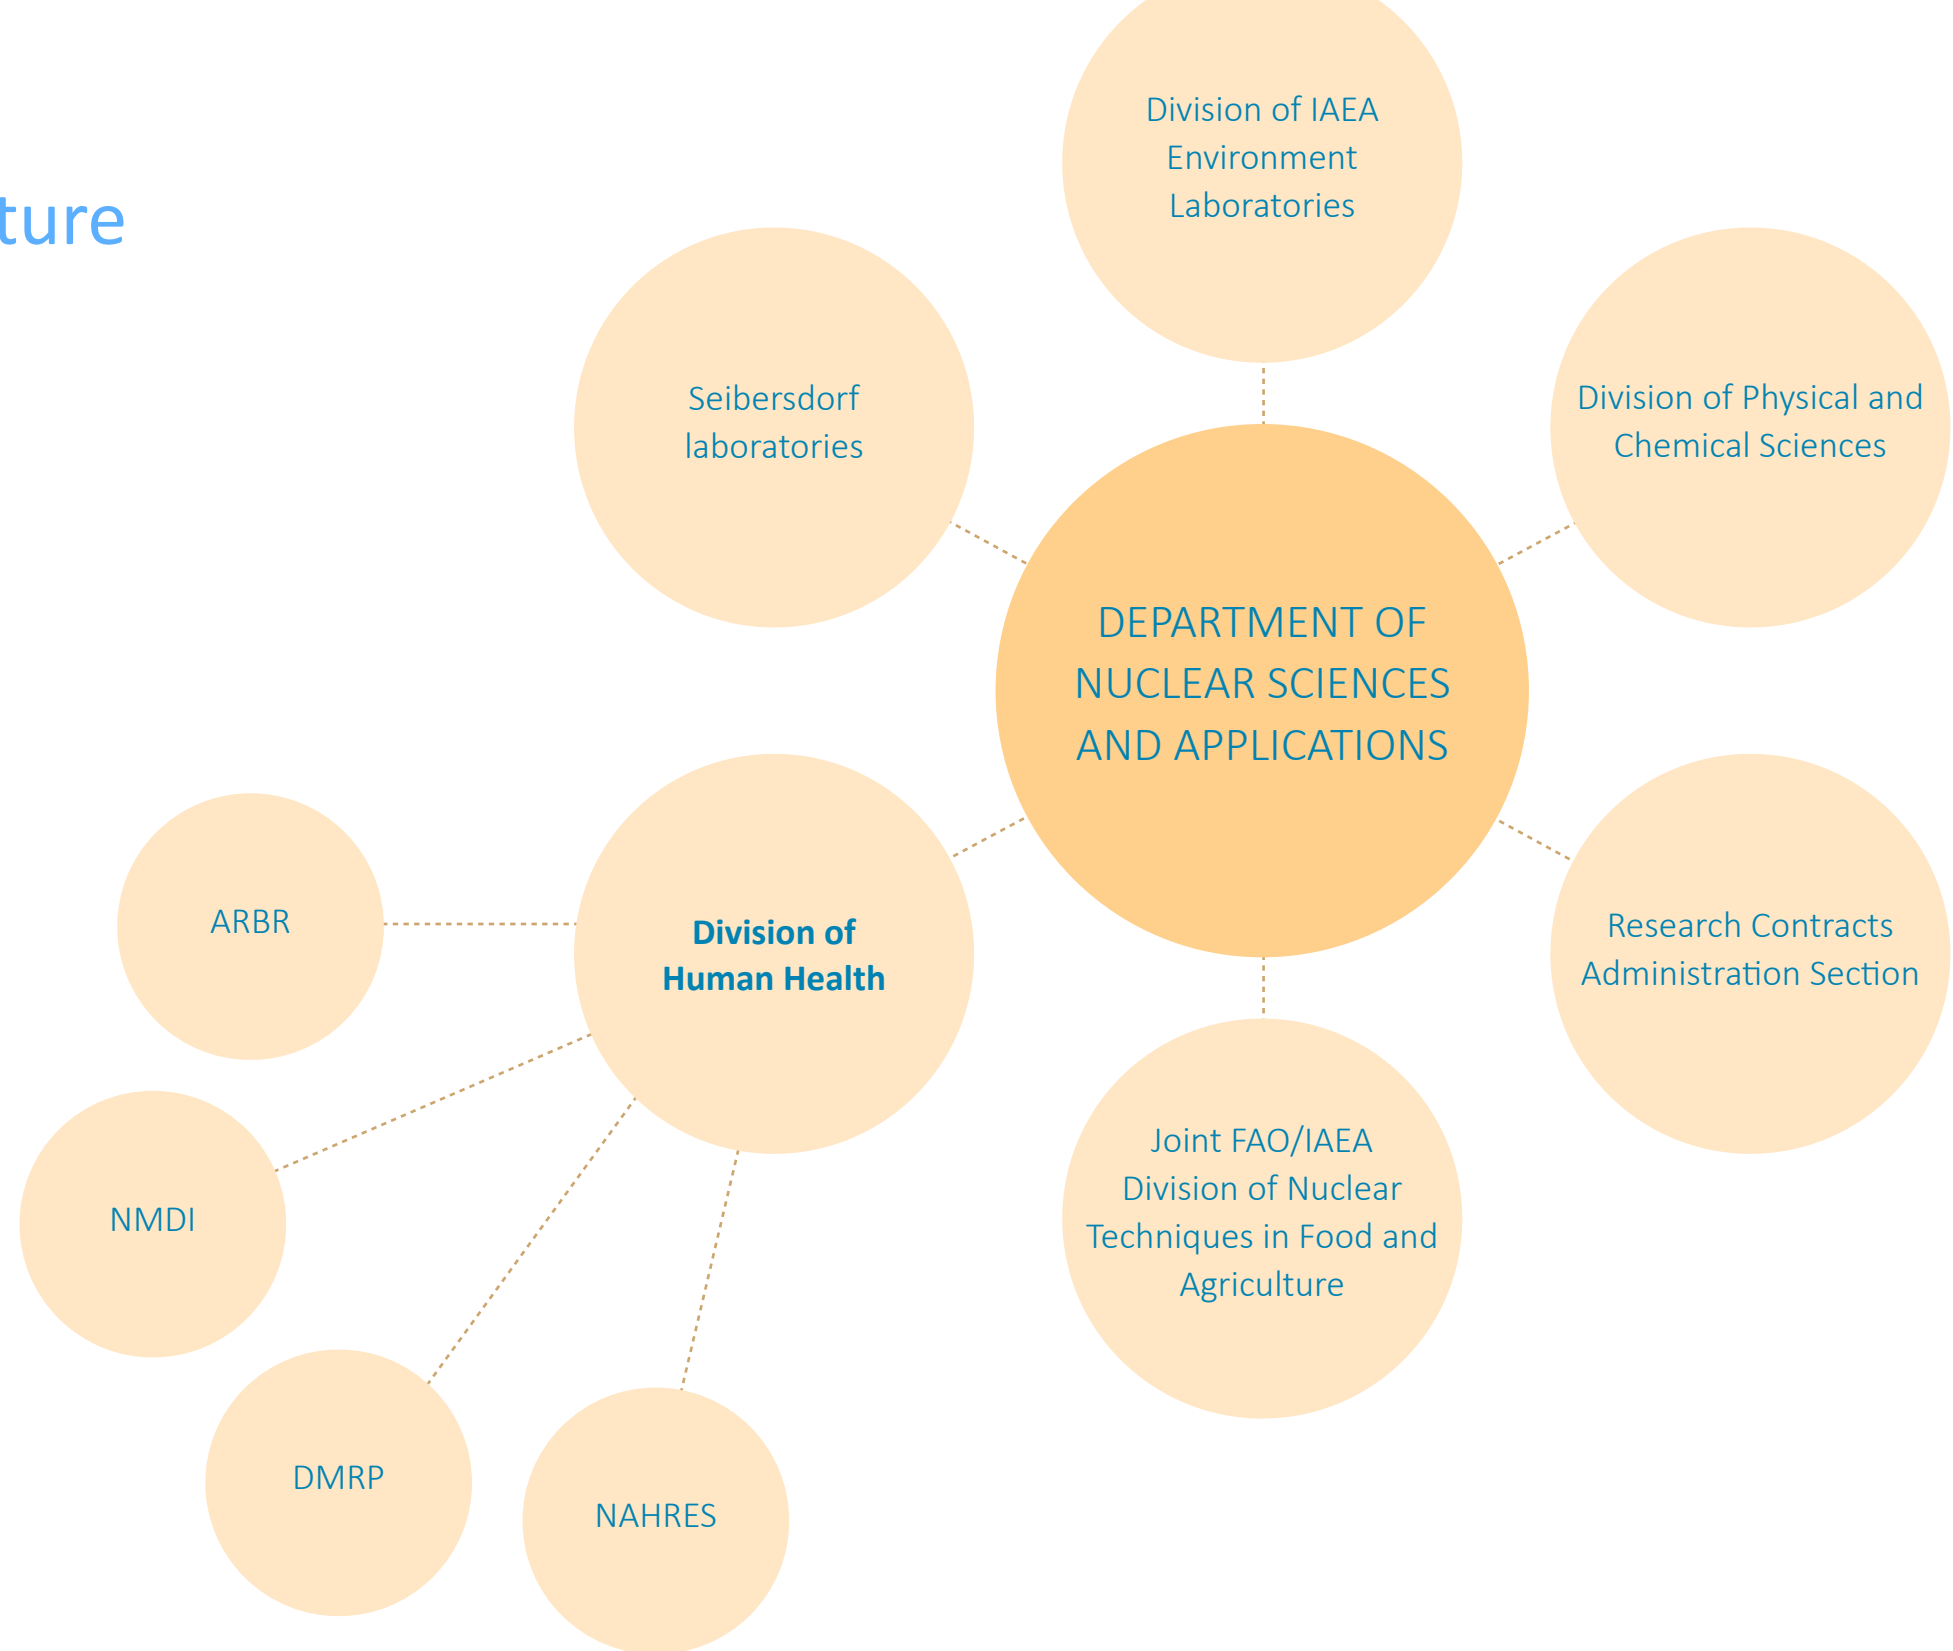 Division of IAEA
Environment
Laboratories
ture
Seibersdorf
laboratories
Division of Physical and
Chemical Sciences
DEPARTMENT OF
NUCLEAR SCIENCES
AND APPLICATIONS
ARBR
Division of
Human Health
Research Contracts
Administration Section
NMDI
Joint FAO/IAEA
Division of Nuclear
Techniques in Food and
Agriculture
DMRP
NAHRES